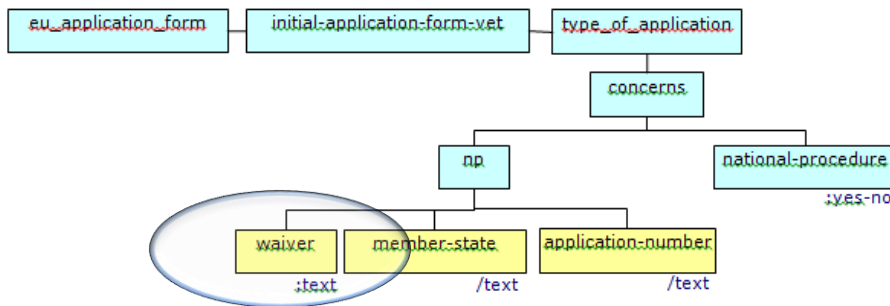 eu_application_form initial-application-form-vet type_of_application
concerns
np national-procedure
:yes-no
waiver member-state application-number
:text /text /text